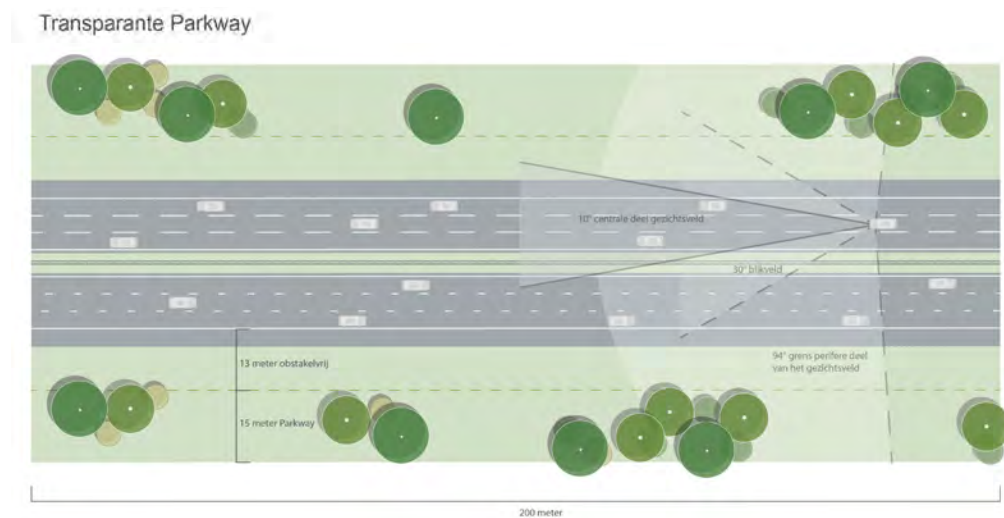 Transparante Parkway
10° centrale deel gezichtsveld
30° blikveld
13 meter obstakelvrij
94° grens perifere deel
van het gezichtsveld
15 meter Parkway
200 meter